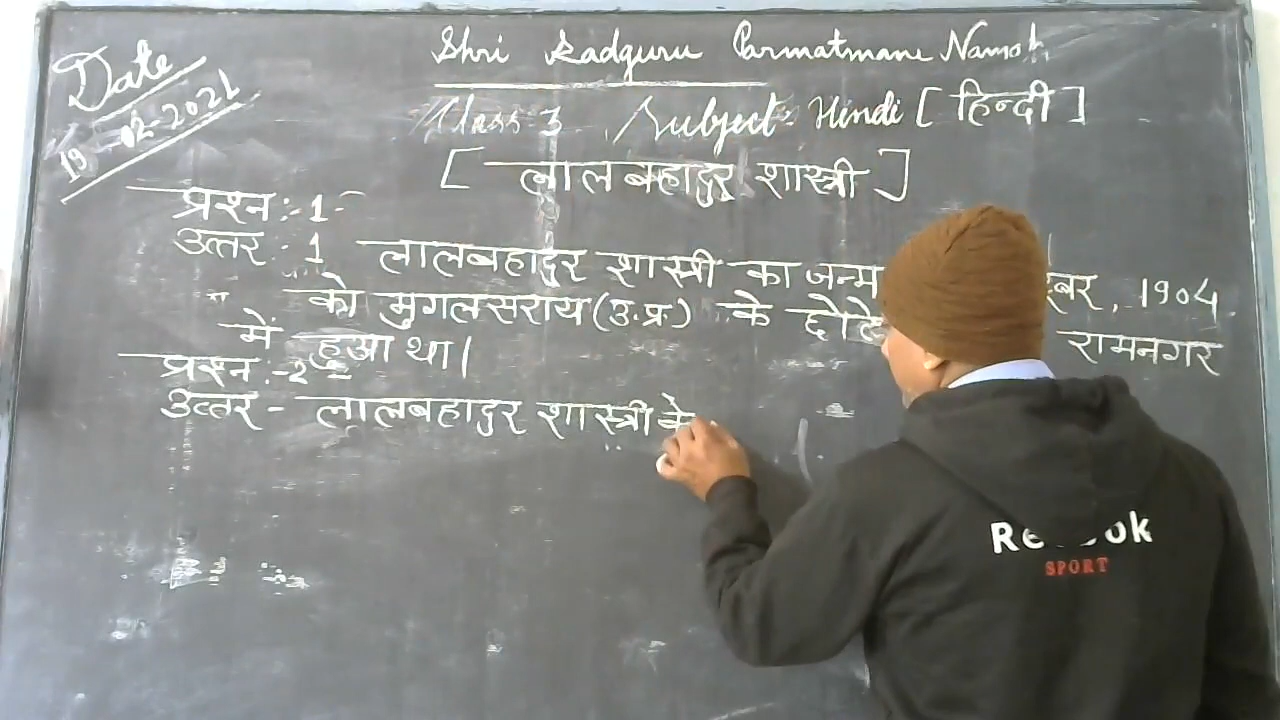 Date
19-02-2021
Shri Sadguru Parmatmane Namoh
Class-3 Subject- Hindi [हिन्दी]
[लालबहादुर शास्त्री]
प्रश्न:-1-
उत्तर:- 1 लालबहादुर शास्त्री का जन्म 1904
को मुगलसराय (उ.प्र.) के छोटे रामनगर
में हुआ था।
प्रश्न:-2-
उत्तर- लालबहादुर शास्त्री के
SPORT